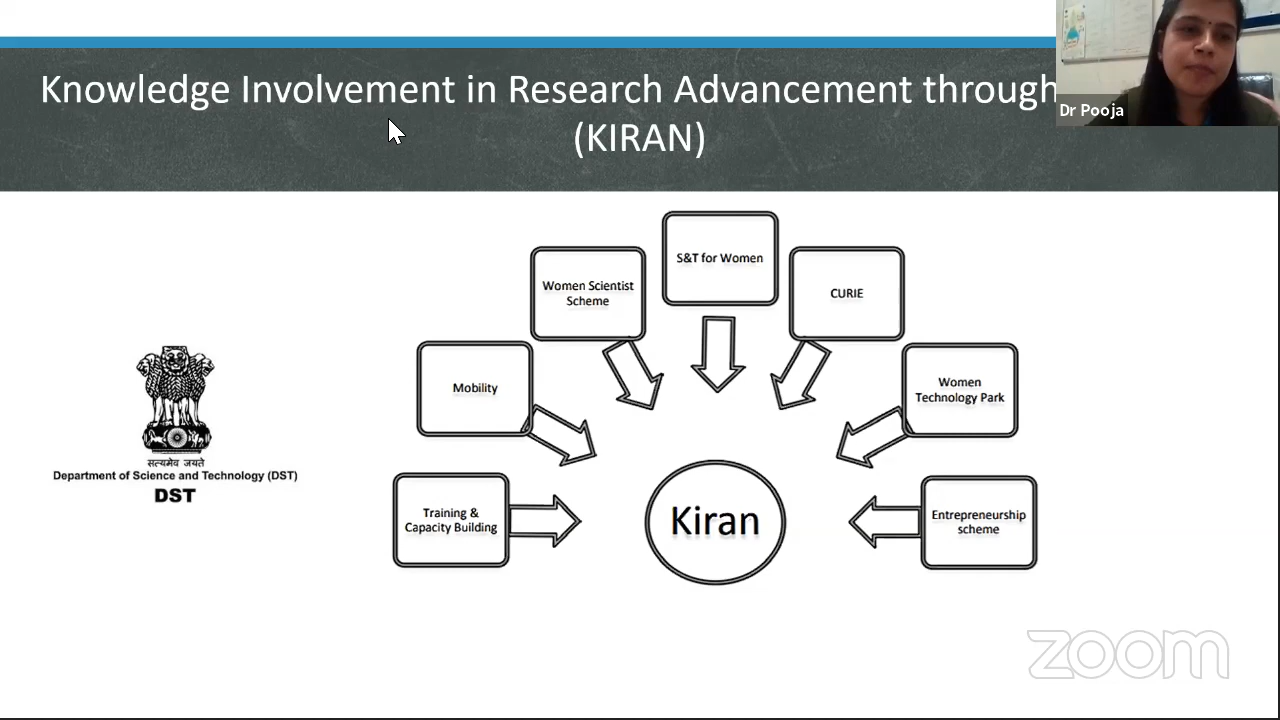 Knowledge Involvement in Research Advancement through
(KIRAN)
Dr Pooja
S&T for Women
Women Scientist
Scheme
CURIE
Mobility
Women
Technology Park
सत्यमेव जयते
Department of Science and Technology (DST)
DST
Training &
Capacity Building
Kiran
Entrepreneurship
scheme
zoom